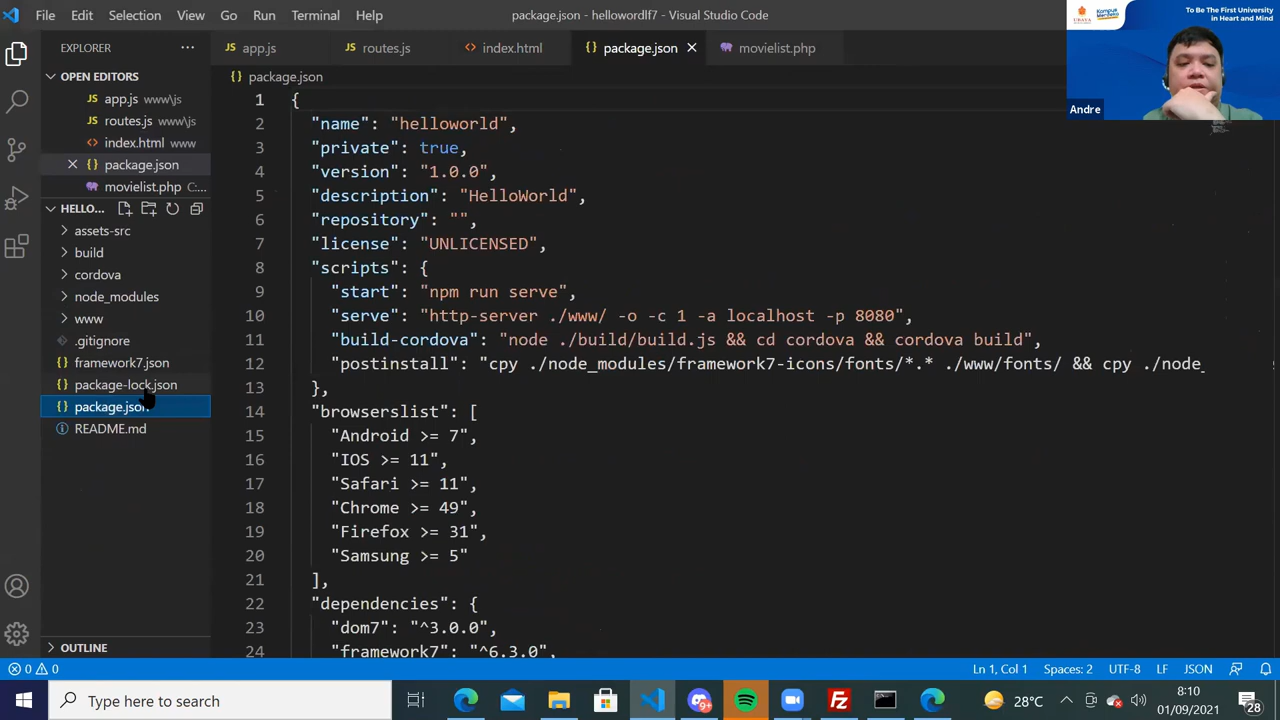 File Edit Selection View Go Run Terminal Help
package.json - hellowordlf7 - Visual Studio Code
UBAYA
Kampus Merdeka
To Be The First University
in Heart and Mind
Andre
EXPLORER
app.js
routes.js
index.html
package.json
movielist.php
OPEN EDITORS
app.js www\js
routes.js www\js
index.html www
package.json
movielist.php C:...
HELLO...
assets-src
build
cordova
node_modules
www
.gitignore
framework7.json
package-lock.json
package.json
README.md
OUTLINE
package.json
1 {
2 "name": "helloworld",
3 "private": true,
4 "version": "1.0.0",
5 "description": "HelloWorld",
6 "repository": "",
7 "license": "UNLICENSED",
8 "scripts": {
9 "start": "npm run serve",
10 "serve": "http-server ./www/ -o -c 1 -a localhost -p 8080",
11 "build-cordova": "node ./build/build.js && cd cordova && cordova build",
12 "postinstall": "cpy ./node_modules/framework7-icons/fonts/*.* ./www/fonts/ && cpy ./node_
13 },
14 "browserslist": [
15 "Android >= 7",
16 "IOS >= 11",
17 "Safari >= 11",
18 "Chrome >= 49",
19 "Firefox >= 31",
20 "Samsung >= 5"
21 ],
22 "dependencies": {
23 "dom7": "^3.0.0",
24 "framework7": "^6.3.0",
0 0
Ln 1, Col 1 Spaces: 2 UTF-8 LF JSON
Type here to search
9+
28°C
8:10
01/09/2021
28